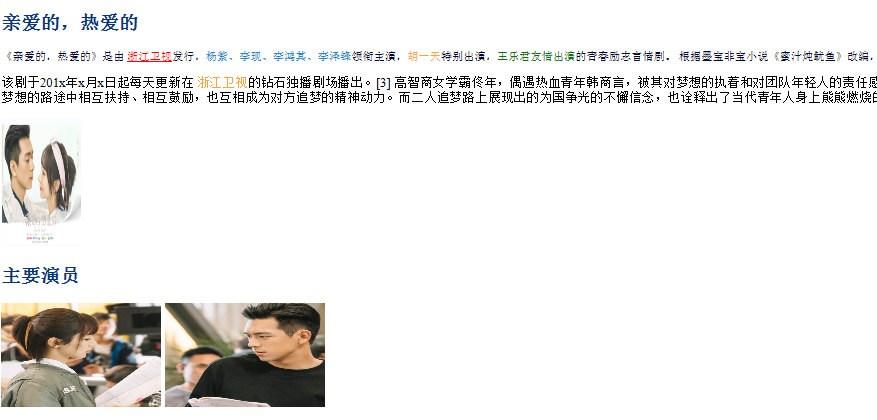 亲爱的，热爱的
《亲爱的，热爱的》是由 浙江卫视发行，杨紫、李现、李鸿其、李泽锋领衔主演，胡一天特别出演，王乐君友情出演的青春励志言情剧。根据墨宝非宝小说《蜜汁炖鱿鱼》改编，
该剧于201x年x月x日起每天更新在 浙江卫视的钻石独播剧场播出。[3] 高智商女学霸佟年，偶遇热血青年韩商言，被其对梦想的执着和对团队年轻人的责任感
梦想的路途中相互扶持、相互鼓励，也互相成为对方追梦的精神动力。而二人追梦路上展现出的为国争光的不懈信念，也诠释出了当代青年人身上熊熊燃烧的
主要演员